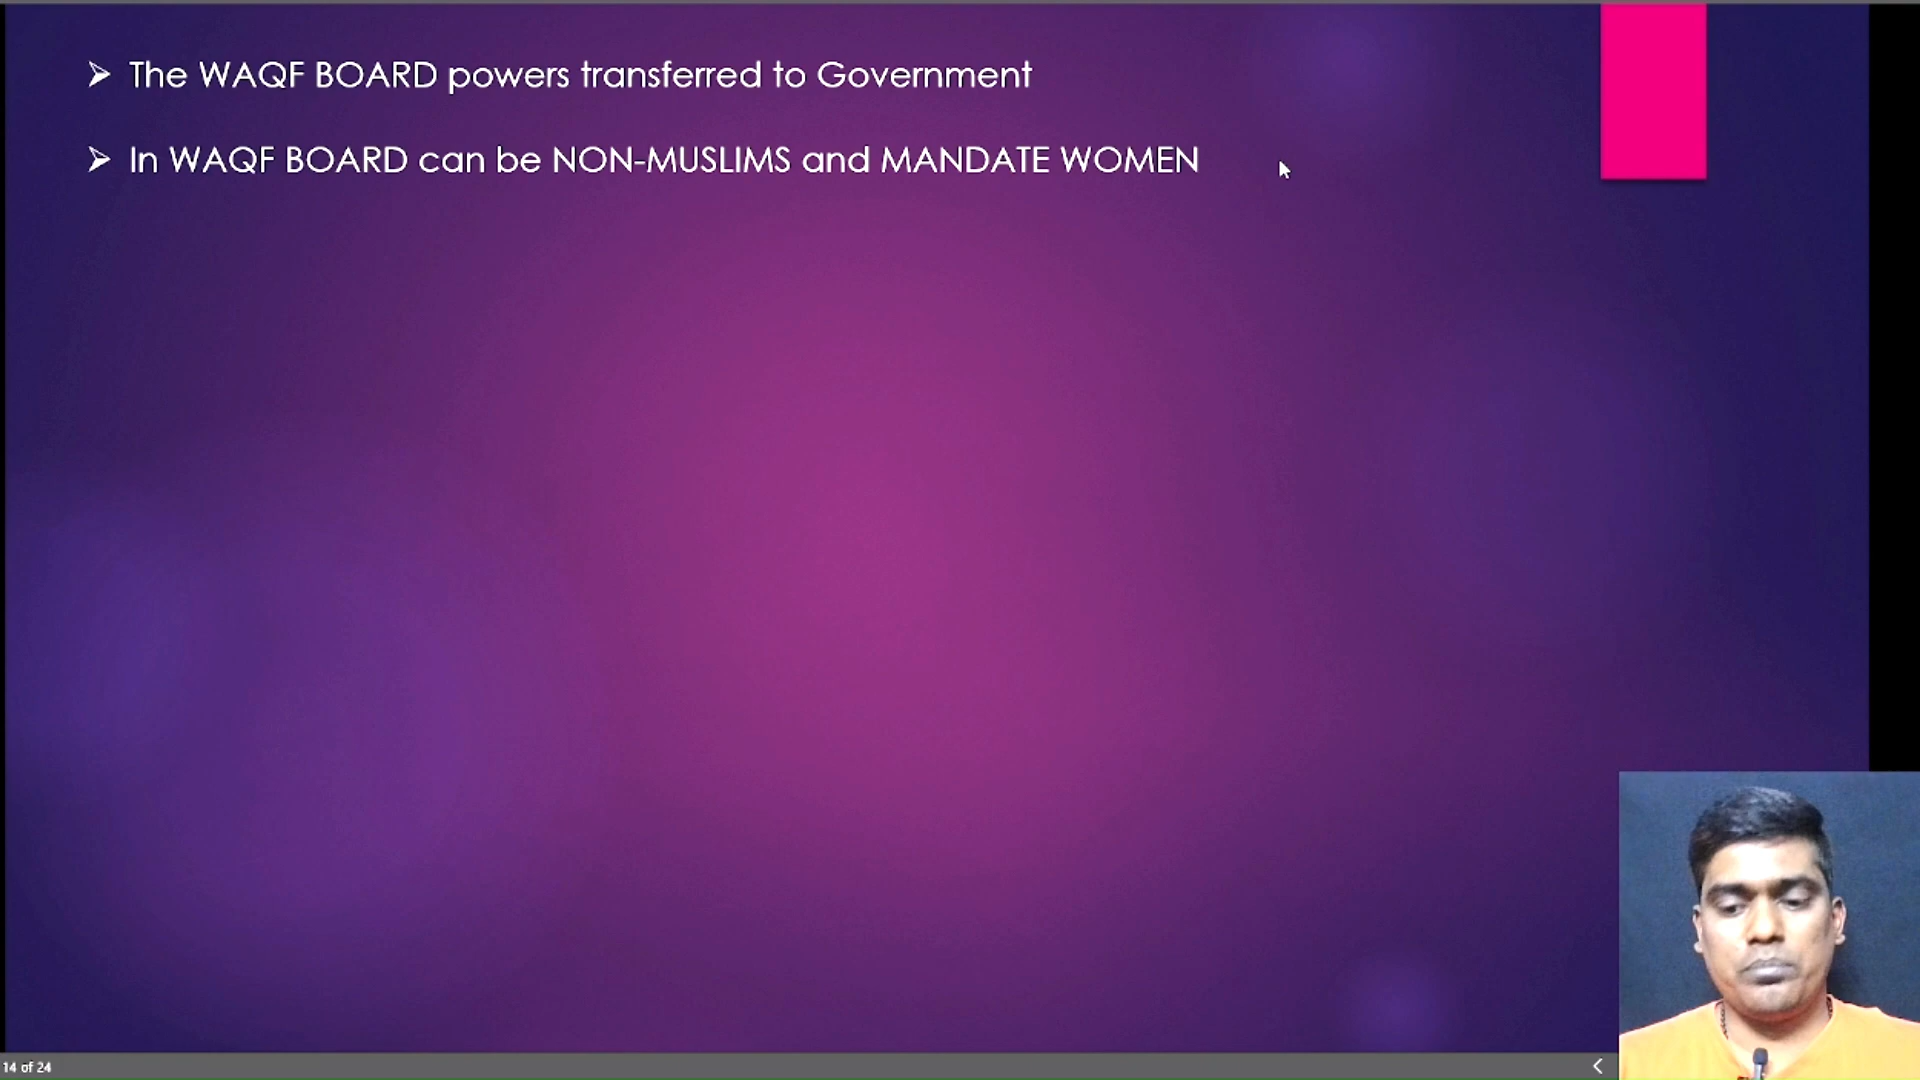 The WAQF BOARD powers transferred to Government
In WAQF BOARD can be NON-MUSLIMS and MANDATE WOMEN
14 of 24